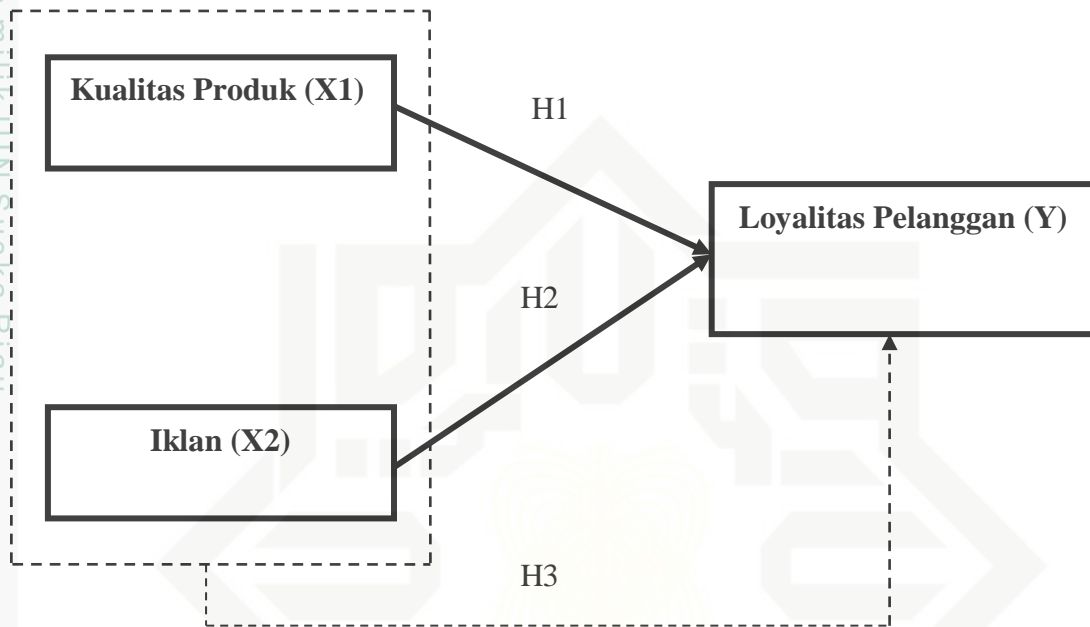 Kualitas Produk (X1)
H1
Loyalitas Pelanggan (Y)
H2
Iklan (X2)
H3